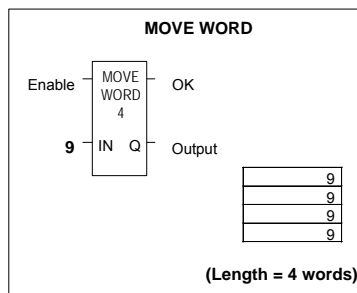 MOVE WORD
Enable
MOVE
WORD
4
OK
9 IN Q Output
9
9
9
9
(Length = 4 words)